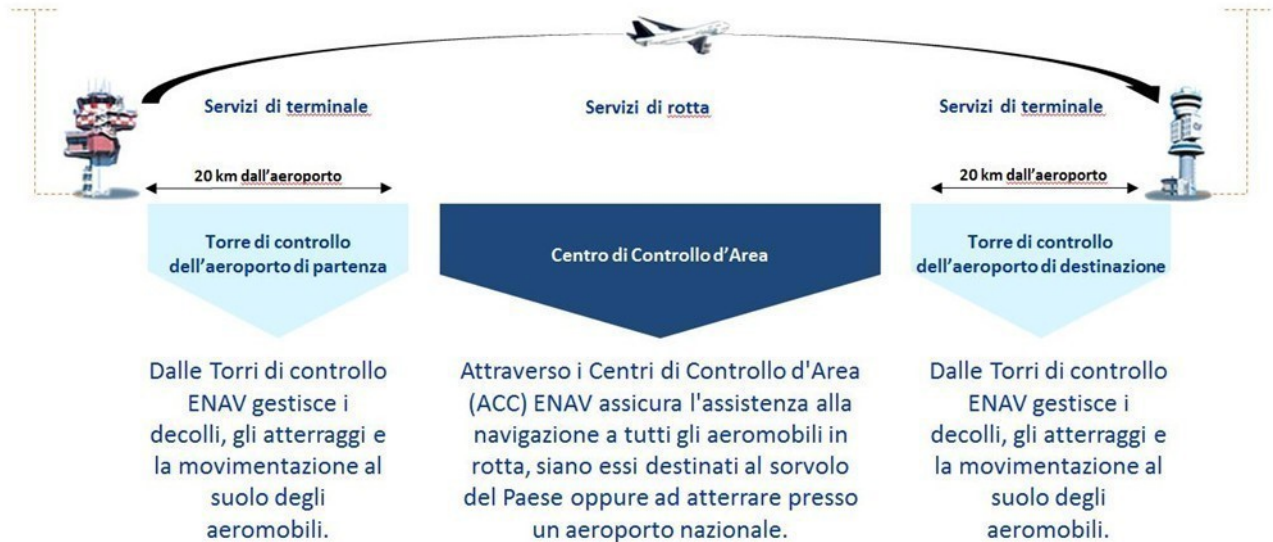 Servizi di terminale
Servizi di rotta
Servizi di terminale
20 km dall'aeroporto
20 km dall'aeroporto
Torre di controllo
dell'aeroporto di partenza
Centro di Controllo d'Area
Torre di controllo
dell'aeroporto di destinazione
Dalle Torri di controllo
ENAV gestisce i
decolli, gli atterraggi e
la movimentazione al
suolo degli
aeromobili.
Attraverso i Centri di Controllo d'Area
(ACC) ENAV assicura l'assistenza alla
navigazione a tutti gli aeromobili in
rotta, siano essi destinati al sorvolo
del Paese oppure ad atterrare presso
un aeroporto nazionale.
Dalle Torri di controllo
ENAV gestisce i
decolli, gli atterraggi e
la movimentazione al
suolo degli
aeromobili.